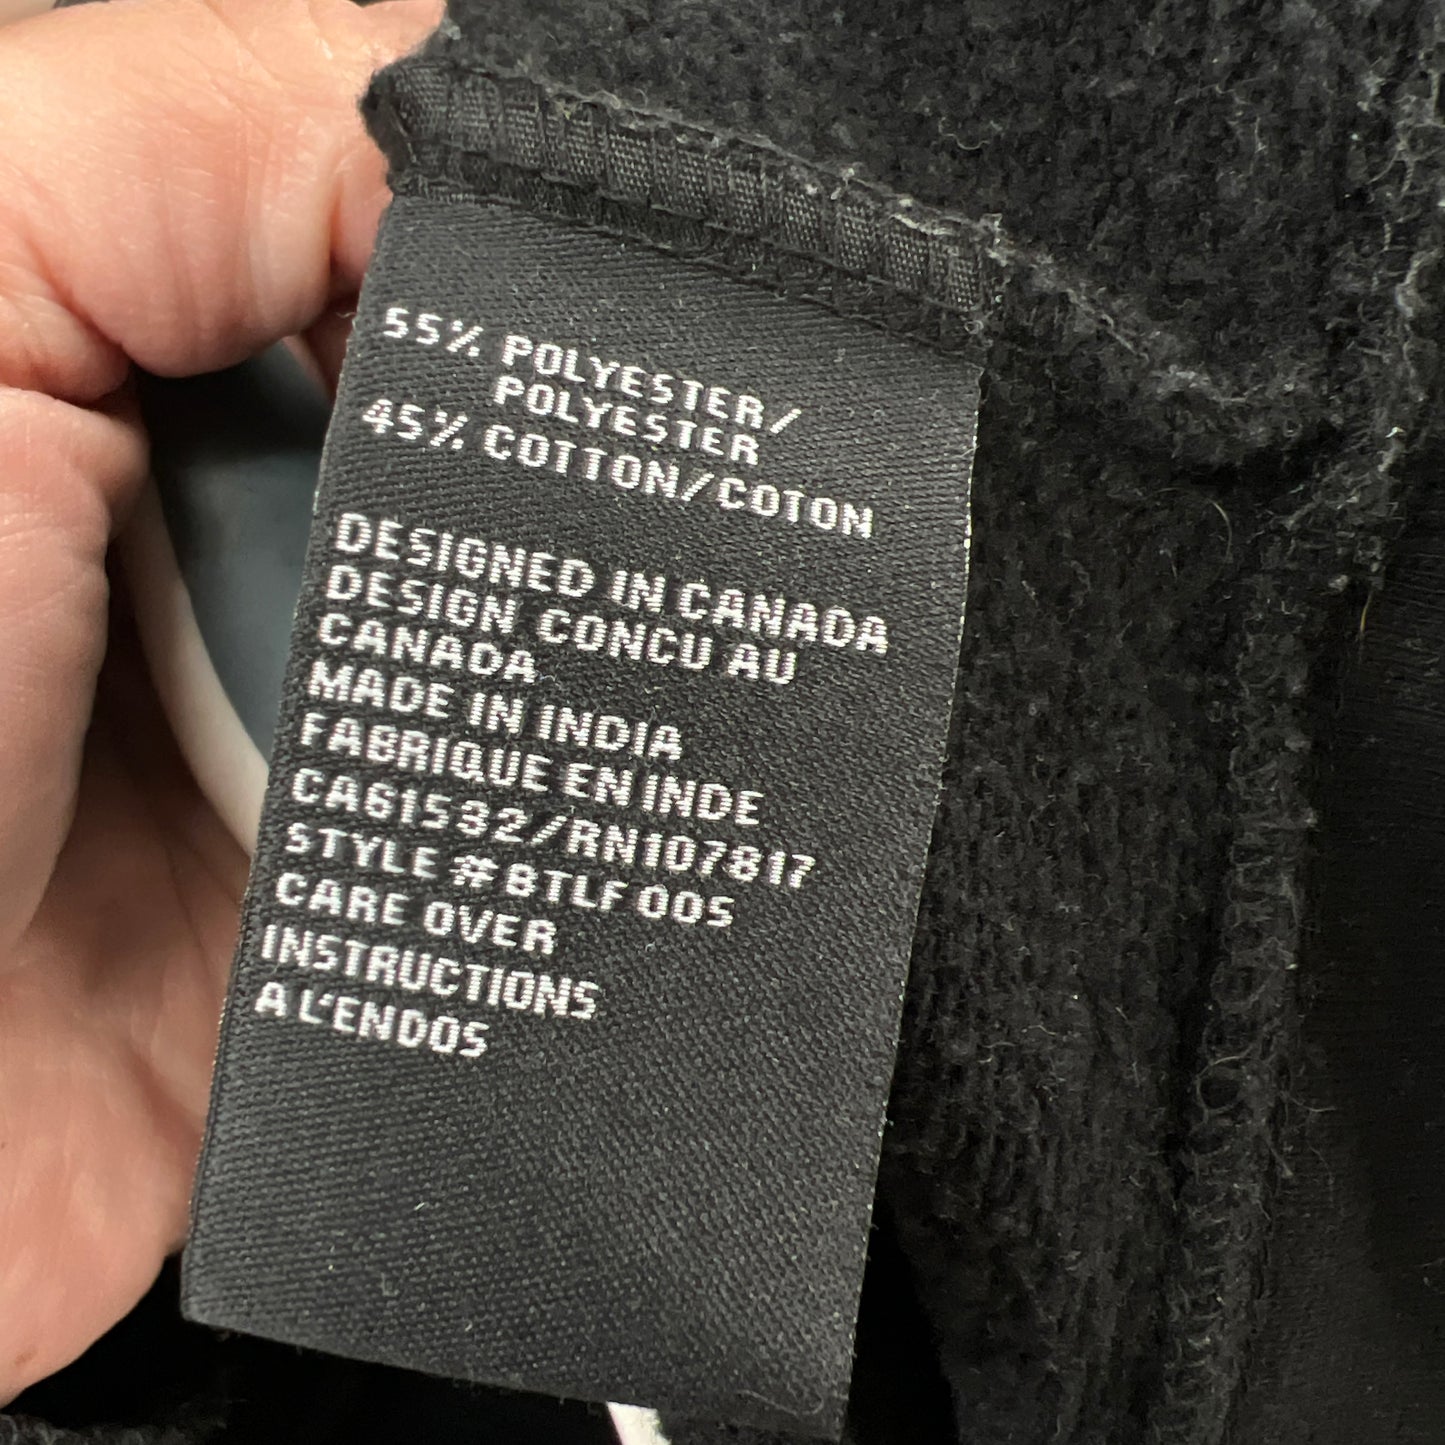 55% POLYESTER/
POLYESTER
45% COTTON/COTON
DESIGNED IN CANADA
DESIGN CONCU AU
CANADA
MADE IN INDIA
FABRIQUE EN INDE
CA61532/RN107817
STYLE #BTLF005
CARE OVER
INSTRUCTIONS
A L'ENDOS